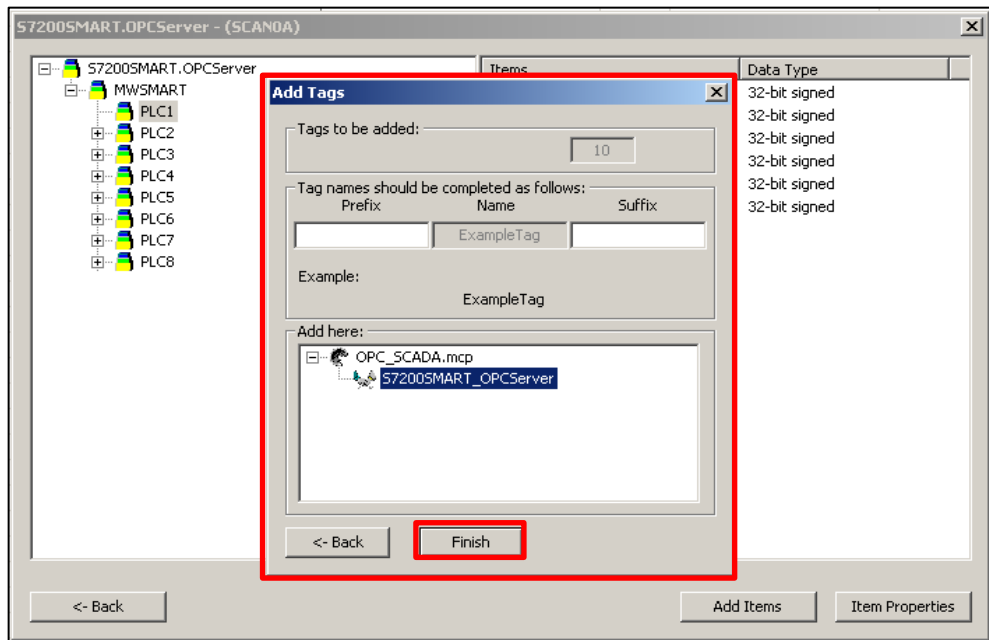 S7200SMART.OPCServer - (SCAN0A)
S7200SMART.OPCServer
MWSMART
PLC1
PLC2
PLC3
PLC4
PLC5
PLC6
PLC7
PLC8
Items
Data Type
32-bit signed
32-bit signed
32-bit signed
32-bit signed
32-bit signed
32-bit signed
Add Tags
Tags to be added:
10
Tag names should be completed as follows:
Prefix Name Suffix
ExampleTag
Example:
ExampleTag
Add here:
OPC_SCADA.mcp
S7200SMART_OPCServer
<- Back Finish
<- Back Add Items Item Properties